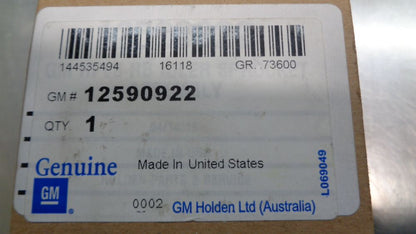 144535494 16118 GR. 73600
GM # 12590922
QTY. 1
Genuine Made In United States
GM
0002 GM Holden Ltd (Australia)
L069049